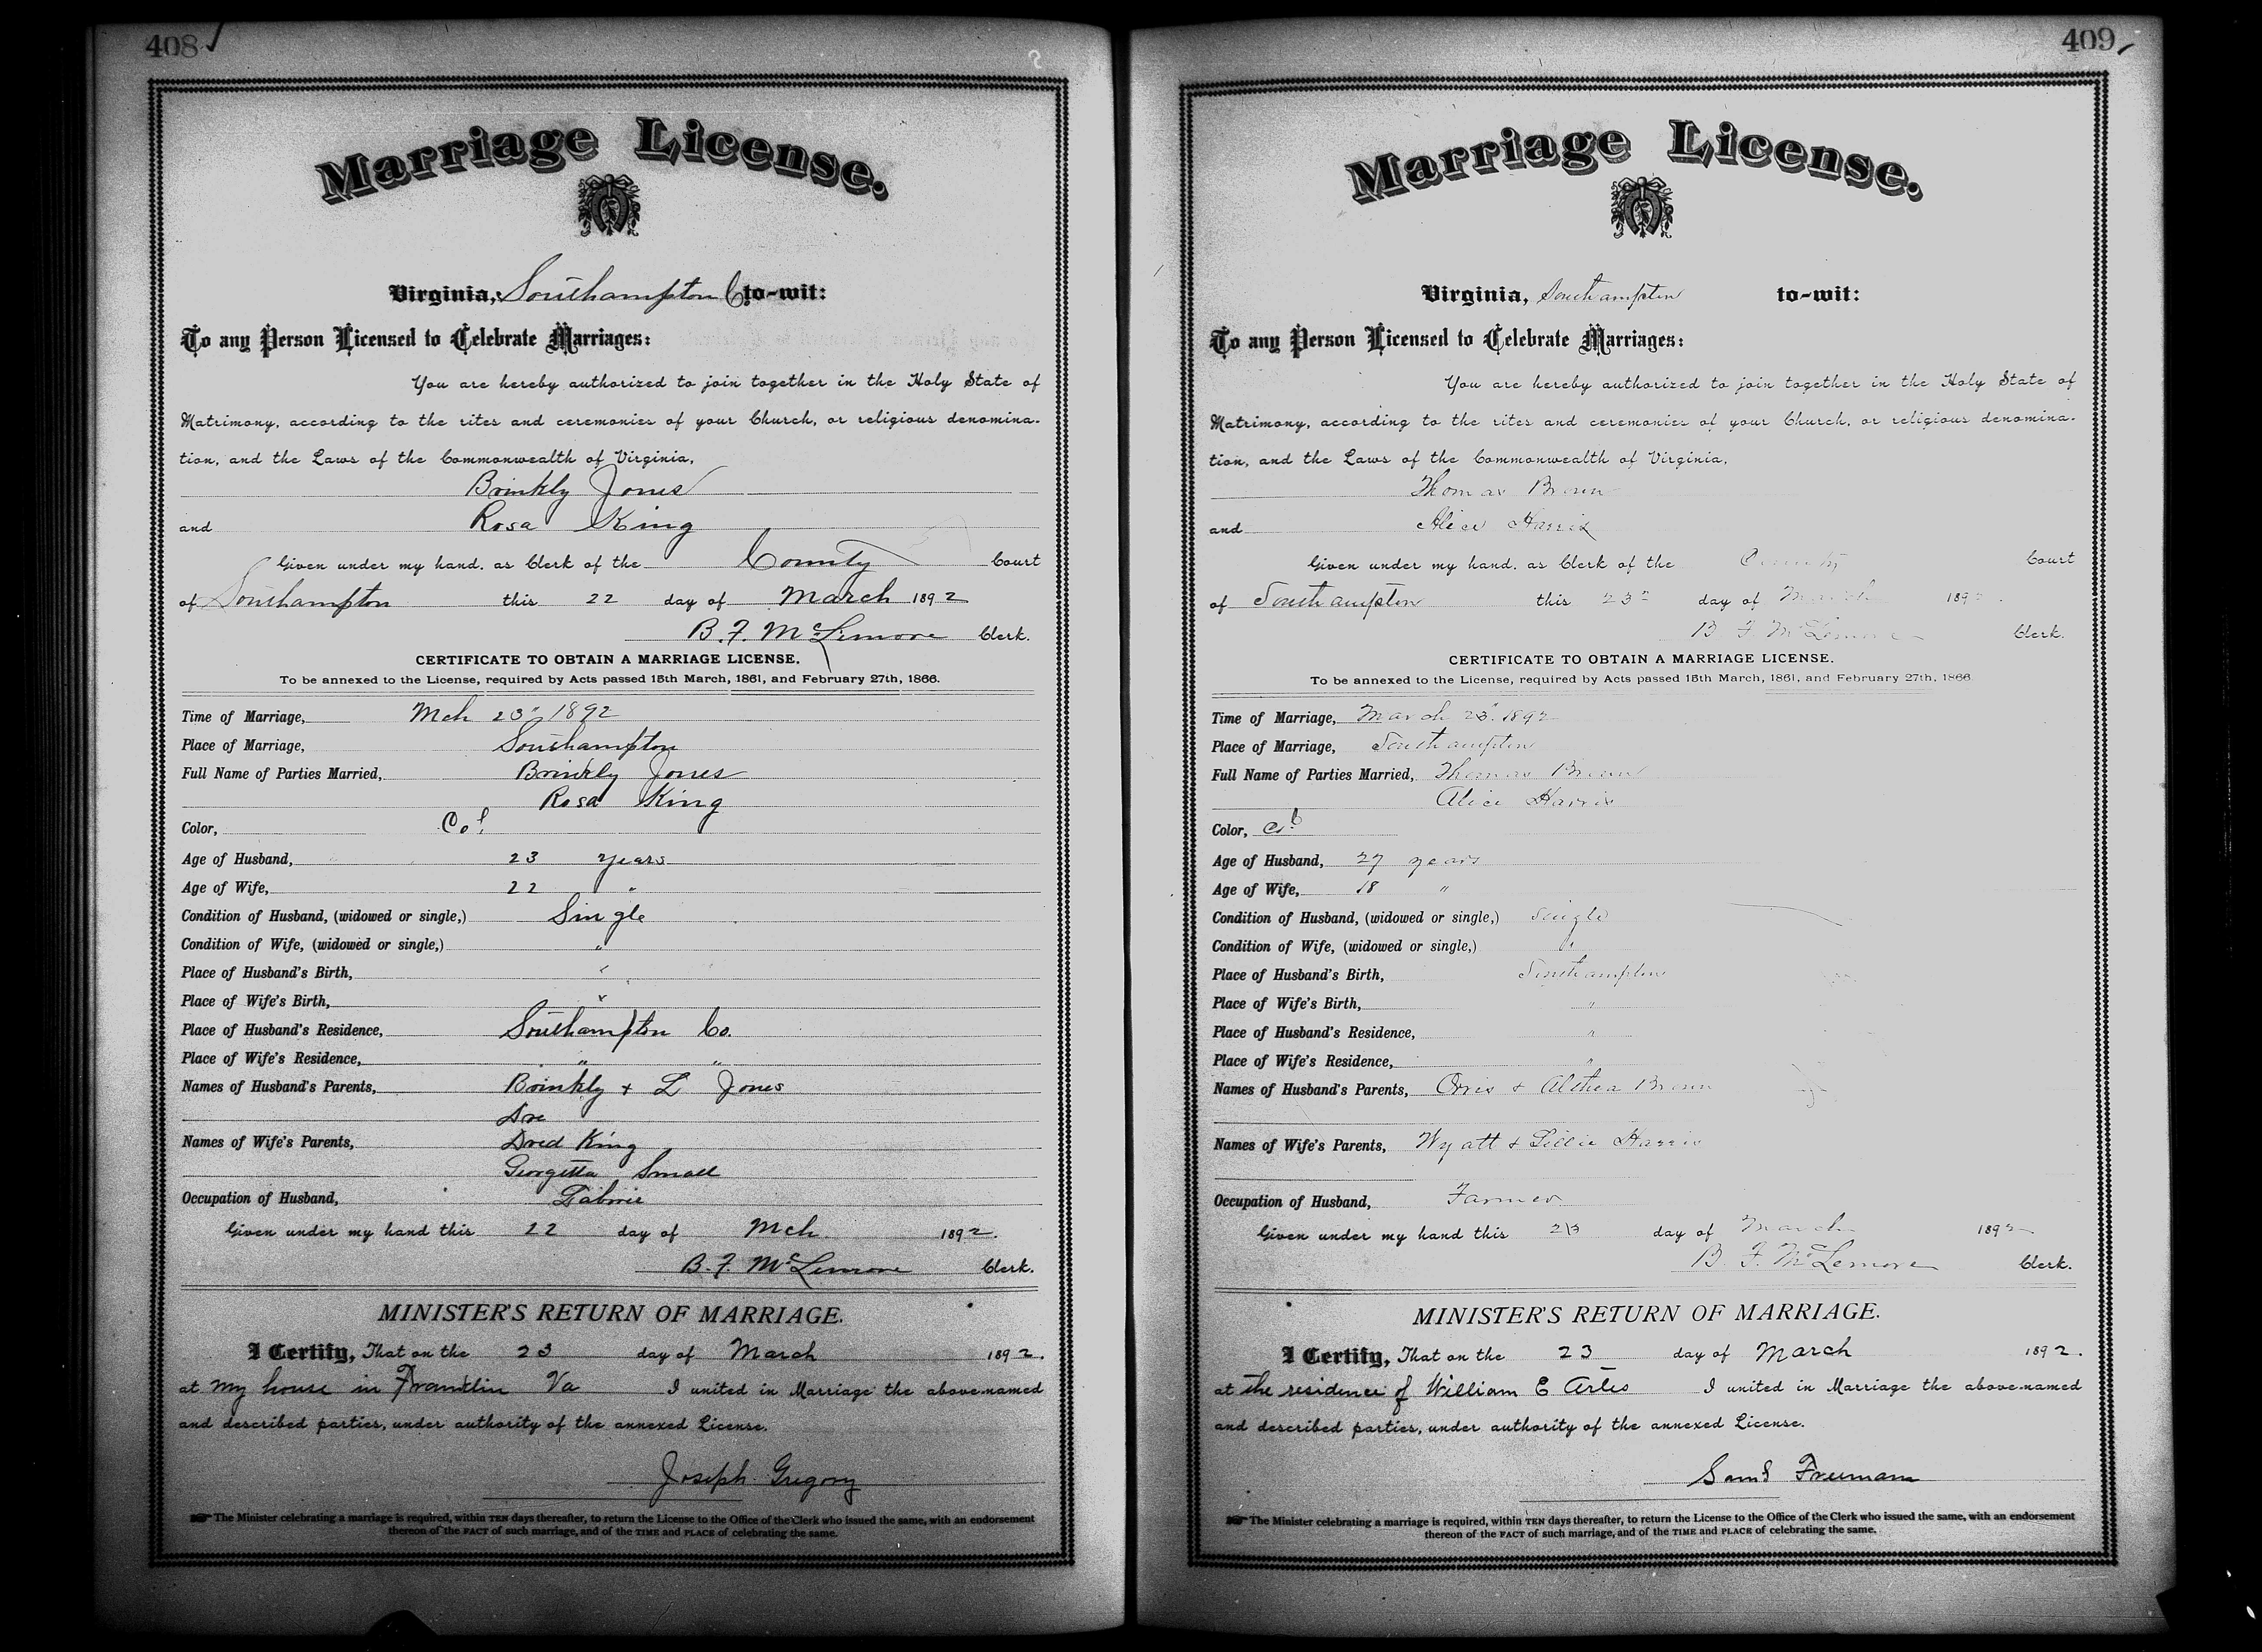 408
Marriage License.
Virginia, Southampton Co to-wit:
To any Person Licensed to Celebrate Marriages:
You are hereby authorized to join together in the Holy State of
Matrimony, according to the rites and ceremonies of your Church, or religious denomina-
tion, and the Laws of the Commonwealth of Virginia,
Brinkly Jones
and Rosa King
Given under my hand, as Clerk of the County Court
of Southampton this 22 day of March 1892
B. F. McLemore Clerk.
CERTIFICATE TO OBTAIN A MARRIAGE LICENSE.
To be annexed to the License, required by Acts passed 15th March, 1861, and February 27th, 1866.
Time of Marriage, Mch 23" 1892
Place of Marriage, Southampton
Full Name of Parties Married, Brinkly Jones
Rosa King
Color, Col.
Age of Husband, 23 years
Age of Wife, 22 "
Condition of Husband, (widowed or single,) Single
Condition of Wife, (widowed or single,) "
Place of Husband's Birth, "
Place of Wife's Birth, "
Place of Husband's Residence, Southampton Co.
Place of Wife's Residence, " "
Names of Husband's Parents, Brinkly + L Jones
Dre
Names of Wife's Parents, Dred King
Georgetta Small
Occupation of Husband, Laborer
Given under my hand this 22 day of Mch 1892.
B. F. McLemore Clerk.
MINISTER'S RETURN OF MARRIAGE.
I Certify, That on the 23 day of March 1892.
at my house in Franklin Va I united in Marriage the above-named
and described parties, under authority of the annexed License.
Joseph Gregory
The Minister celebrating a marriage is required, within TEN days thereafter, to return the License to the Office of the Clerk who issued the same, with an endorsement
thereon of the FACT of such marriage, and of the TIME and PLACE of celebrating the same.
409
Marriage License.
Virginia, Southampton to-wit:
To any Person Licensed to Celebrate Marriages:
You are hereby authorized to join together in the Holy State of
Matrimony, according to the rites and ceremonies of your Church, or religious denomina-
tion, and the Laws of the Commonwealth of Virginia,
Thomas Brown
and Alice Harris
Given under my hand, as Clerk of the County Court
of Southampton this 23" day of March 1892.
B F McLemore Clerk.
CERTIFICATE TO OBTAIN A MARRIAGE LICENSE.
To be annexed to the License, required by Acts passed 15th March, 1861, and February 27th, 1866.
Time of Marriage, March 23" 1892
Place of Marriage, Southampton
Full Name of Parties Married, Thomas Brown
Alice Harris
Color, Col
Age of Husband, 27 years
Age of Wife, 18 "
Condition of Husband, (widowed or single,) Single
Condition of Wife, (widowed or single,) "
Place of Husband's Birth, Southampton
Place of Wife's Birth, "
Place of Husband's Residence, "
Place of Wife's Residence, "
Names of Husband's Parents, Orris + Althea Brown
Names of Wife's Parents, Wyatt + Lillie Harris
Occupation of Husband, Farmer
Given under my hand this 23 day of March 1892
B. F. McLemore Clerk.
MINISTER'S RETURN OF MARRIAGE.
I Certify, That on the 23 day of March 1892.
at The residence of William E Artis I united in Marriage the above-named
and described parties, under authority of the annexed License.
Saml Freeman
The Minister celebrating a marriage is required, within TEN days thereafter, to return the License to the Office of the Clerk who issued the same, with an endorsement
thereon of the FACT of such marriage, and of the TIME and PLACE of celebrating the same.